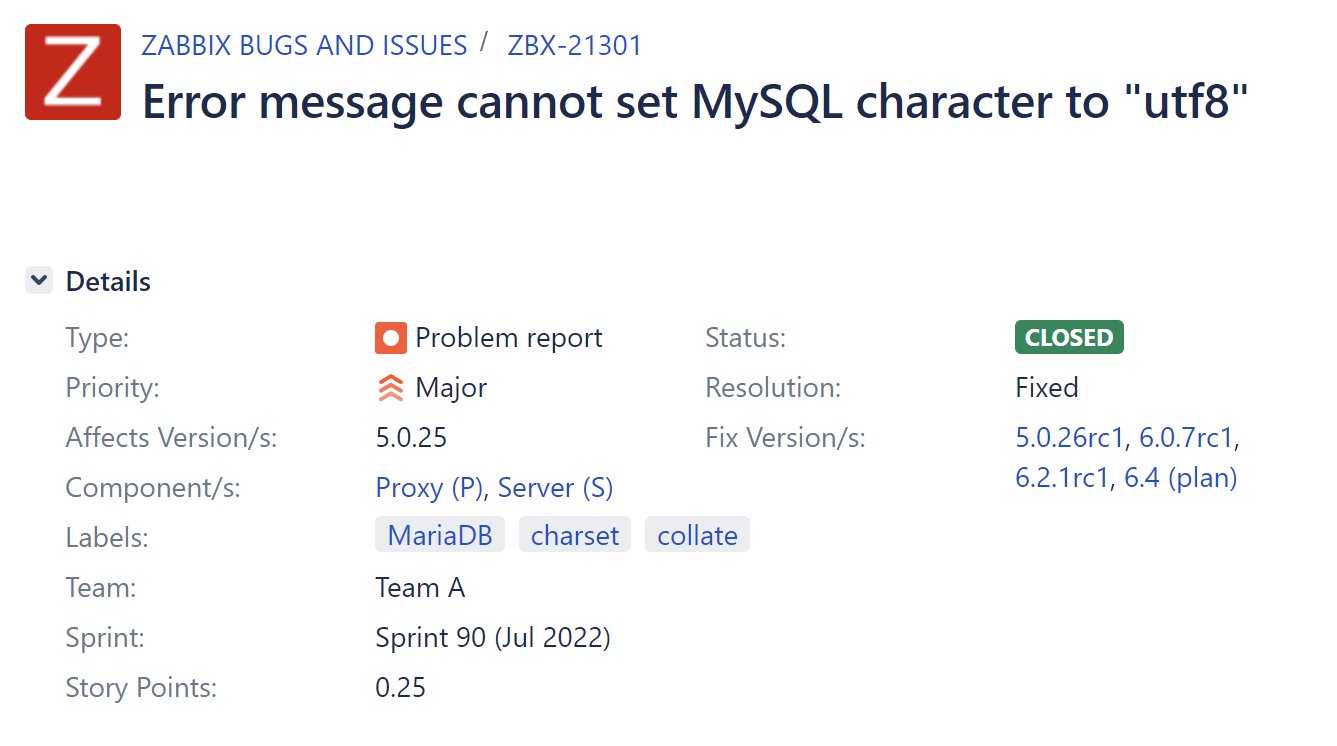 Z
ZABBIX BUGS AND ISSUES / ZBX-21301
Error message cannot set MySQL character to "utf8"
Details
Type: Problem report Status: CLOSED
Priority: Major Resolution: Fixed
Affects Version/s: 5.0.25 Fix Version/s: 5.0.26rc1, 6.0.7rc1,
6.2.1rc1, 6.4 (plan)
Component/s: Proxy (P), Server (S)
Labels: MariaDB charset collate
Team: Team A
Sprint: Sprint 90 (Jul 2022)
Story Points: 0.25